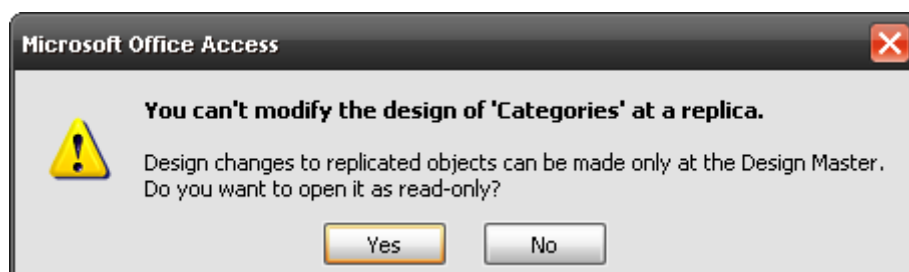 Microsoft Office Access
You can't modify the design of 'Categories' at a replica.
Design changes to replicated objects can be made only at the Design Master.
Do you want to open it as read-only?
Yes No